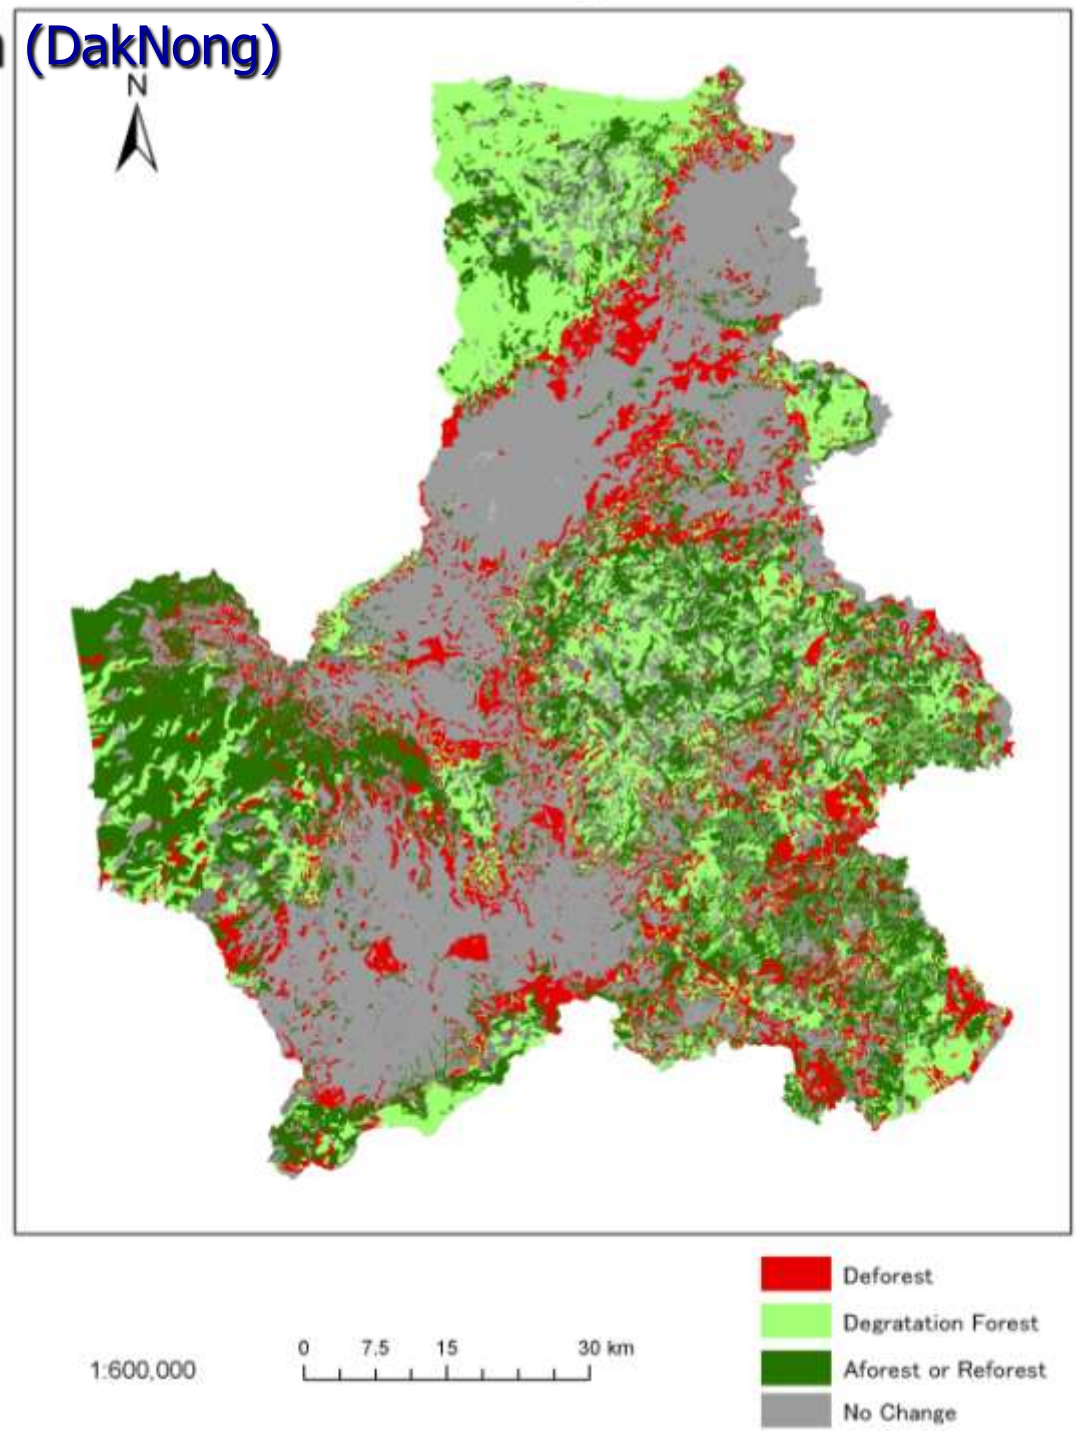 (DakNong)
N
Deforest
Degratation Forest
Aforest or Reforest
No Change
0 7.5 15 30 km
1:600,000